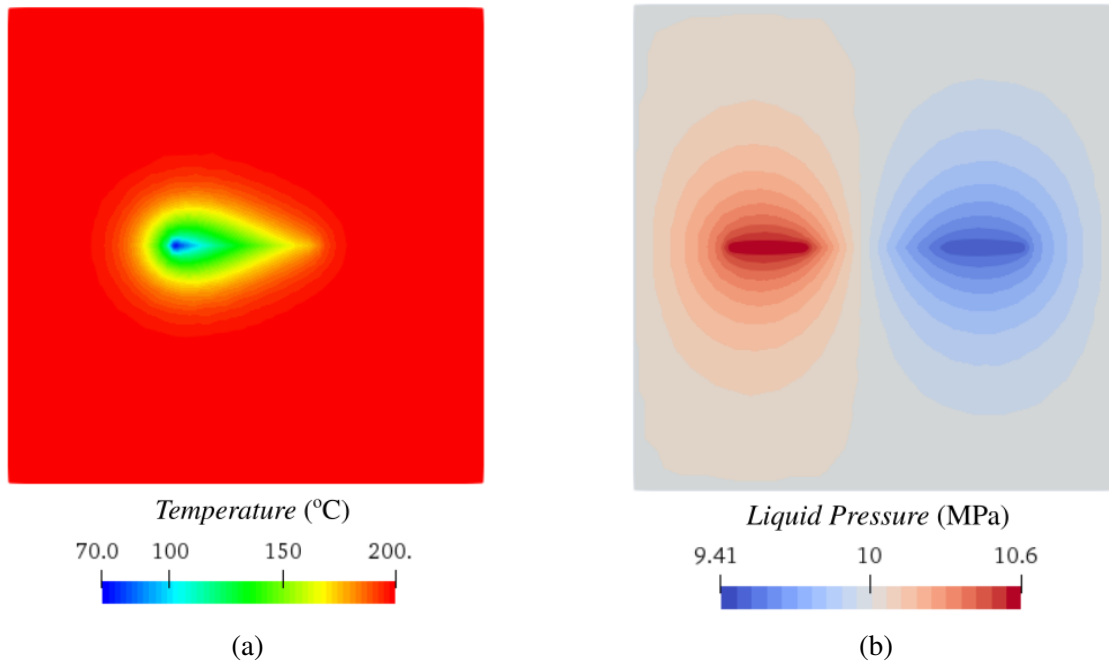 Temperature (°C)
70.0 100 150 200.
(a)
Liquid Pressure (MPa)
9.41 10 10.6
(b)